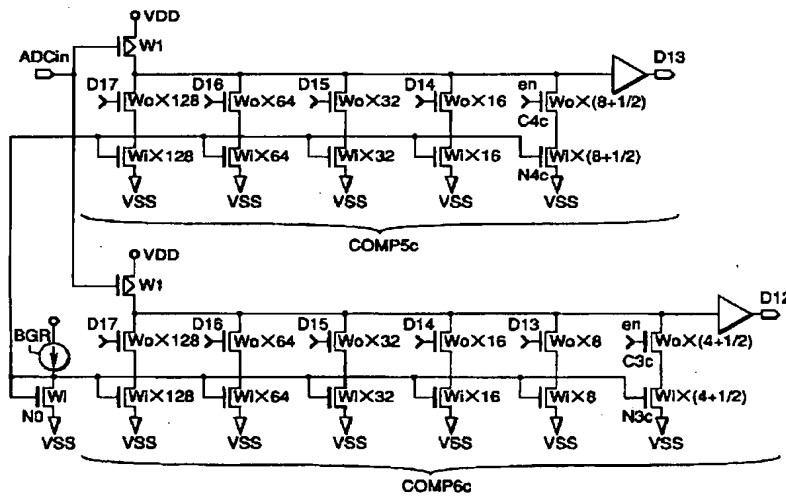 VDD
W1
ADCin
D13
D17 D16 D15 D14 en
Wo×128 Wo×64 Wo×32 Wo×16 Wo×(8+1/2)
C4c
Wi×128 Wi×64 Wi×32 Wi×16 Wi×(8+1/2)
N4c
VSS VSS VSS VSS VSS
COMP5c
VDD
W1
D12
D17 D16 D15 D14 D13 en
BGR
Wo×128 Wo×64 Wo×32 Wo×16 Wo×8 Wo×(4+1/2)
C3c
Wi Wi×128 Wi×64 Wi×32 Wi×16 Wi×8 Wi×(4+1/2)
N0 N3c
VSS VSS VSS VSS VSS VSS VSS
COMP6c